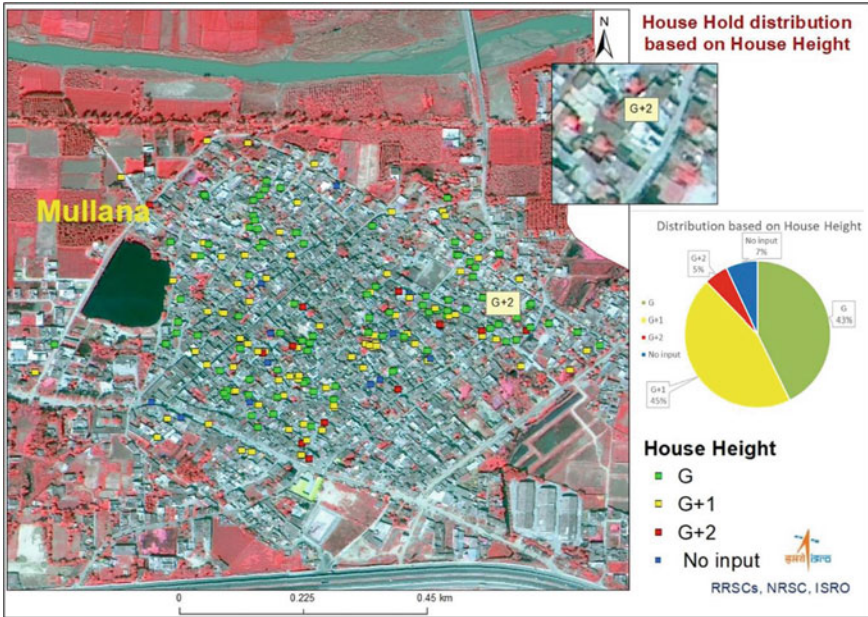 N
House Hold distribution
based on House Height
G+2
Mullana
G+2
Distribution based on House Height
No input
7%
G+2
5%
G
43%
G+1
45%
G
G+1
G+2
No input
House Height
G
G+1
G+2
No input
इसरो isro
RRSCs, NRSC, ISRO
0
0.225
0.45 km